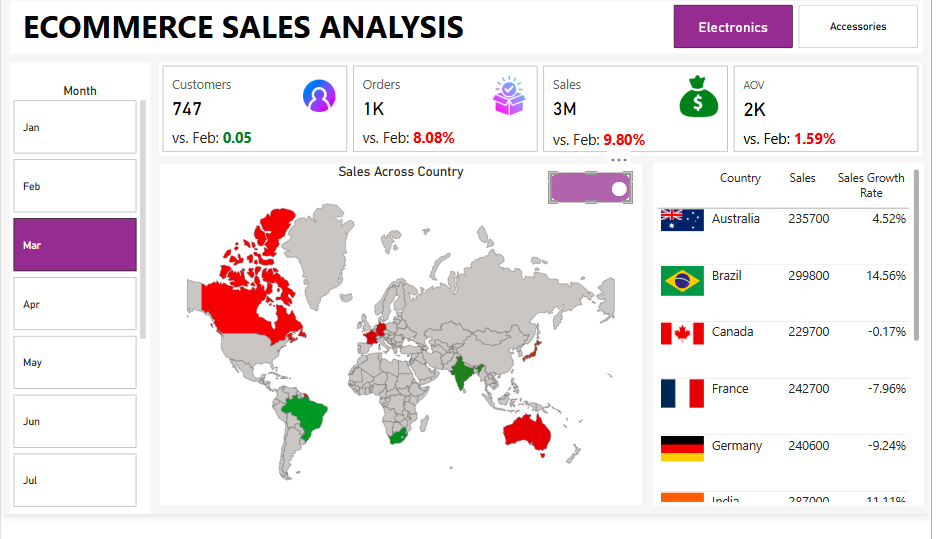 ECOMMERCE SALES ANALYSIS
Electronics
Accessories
Month
Jan
Feb
Mar
Apr
May
Jun
Jul
Customers
747
vs. Feb: 0.05
Orders
1K
vs. Feb: 8.08%
Sales
3M
vs. Feb: 9.80%
AOV
2K
vs. Feb: 1.59%
Sales Across Country
Country Sales Sales Growth
Rate
Australia 235700 4.52%
Brazil 299800 14.56%
Canada 229700 -0.17%
France 242700 -7.96%
Germany 240600 -9.24%
India 287000 11.11%